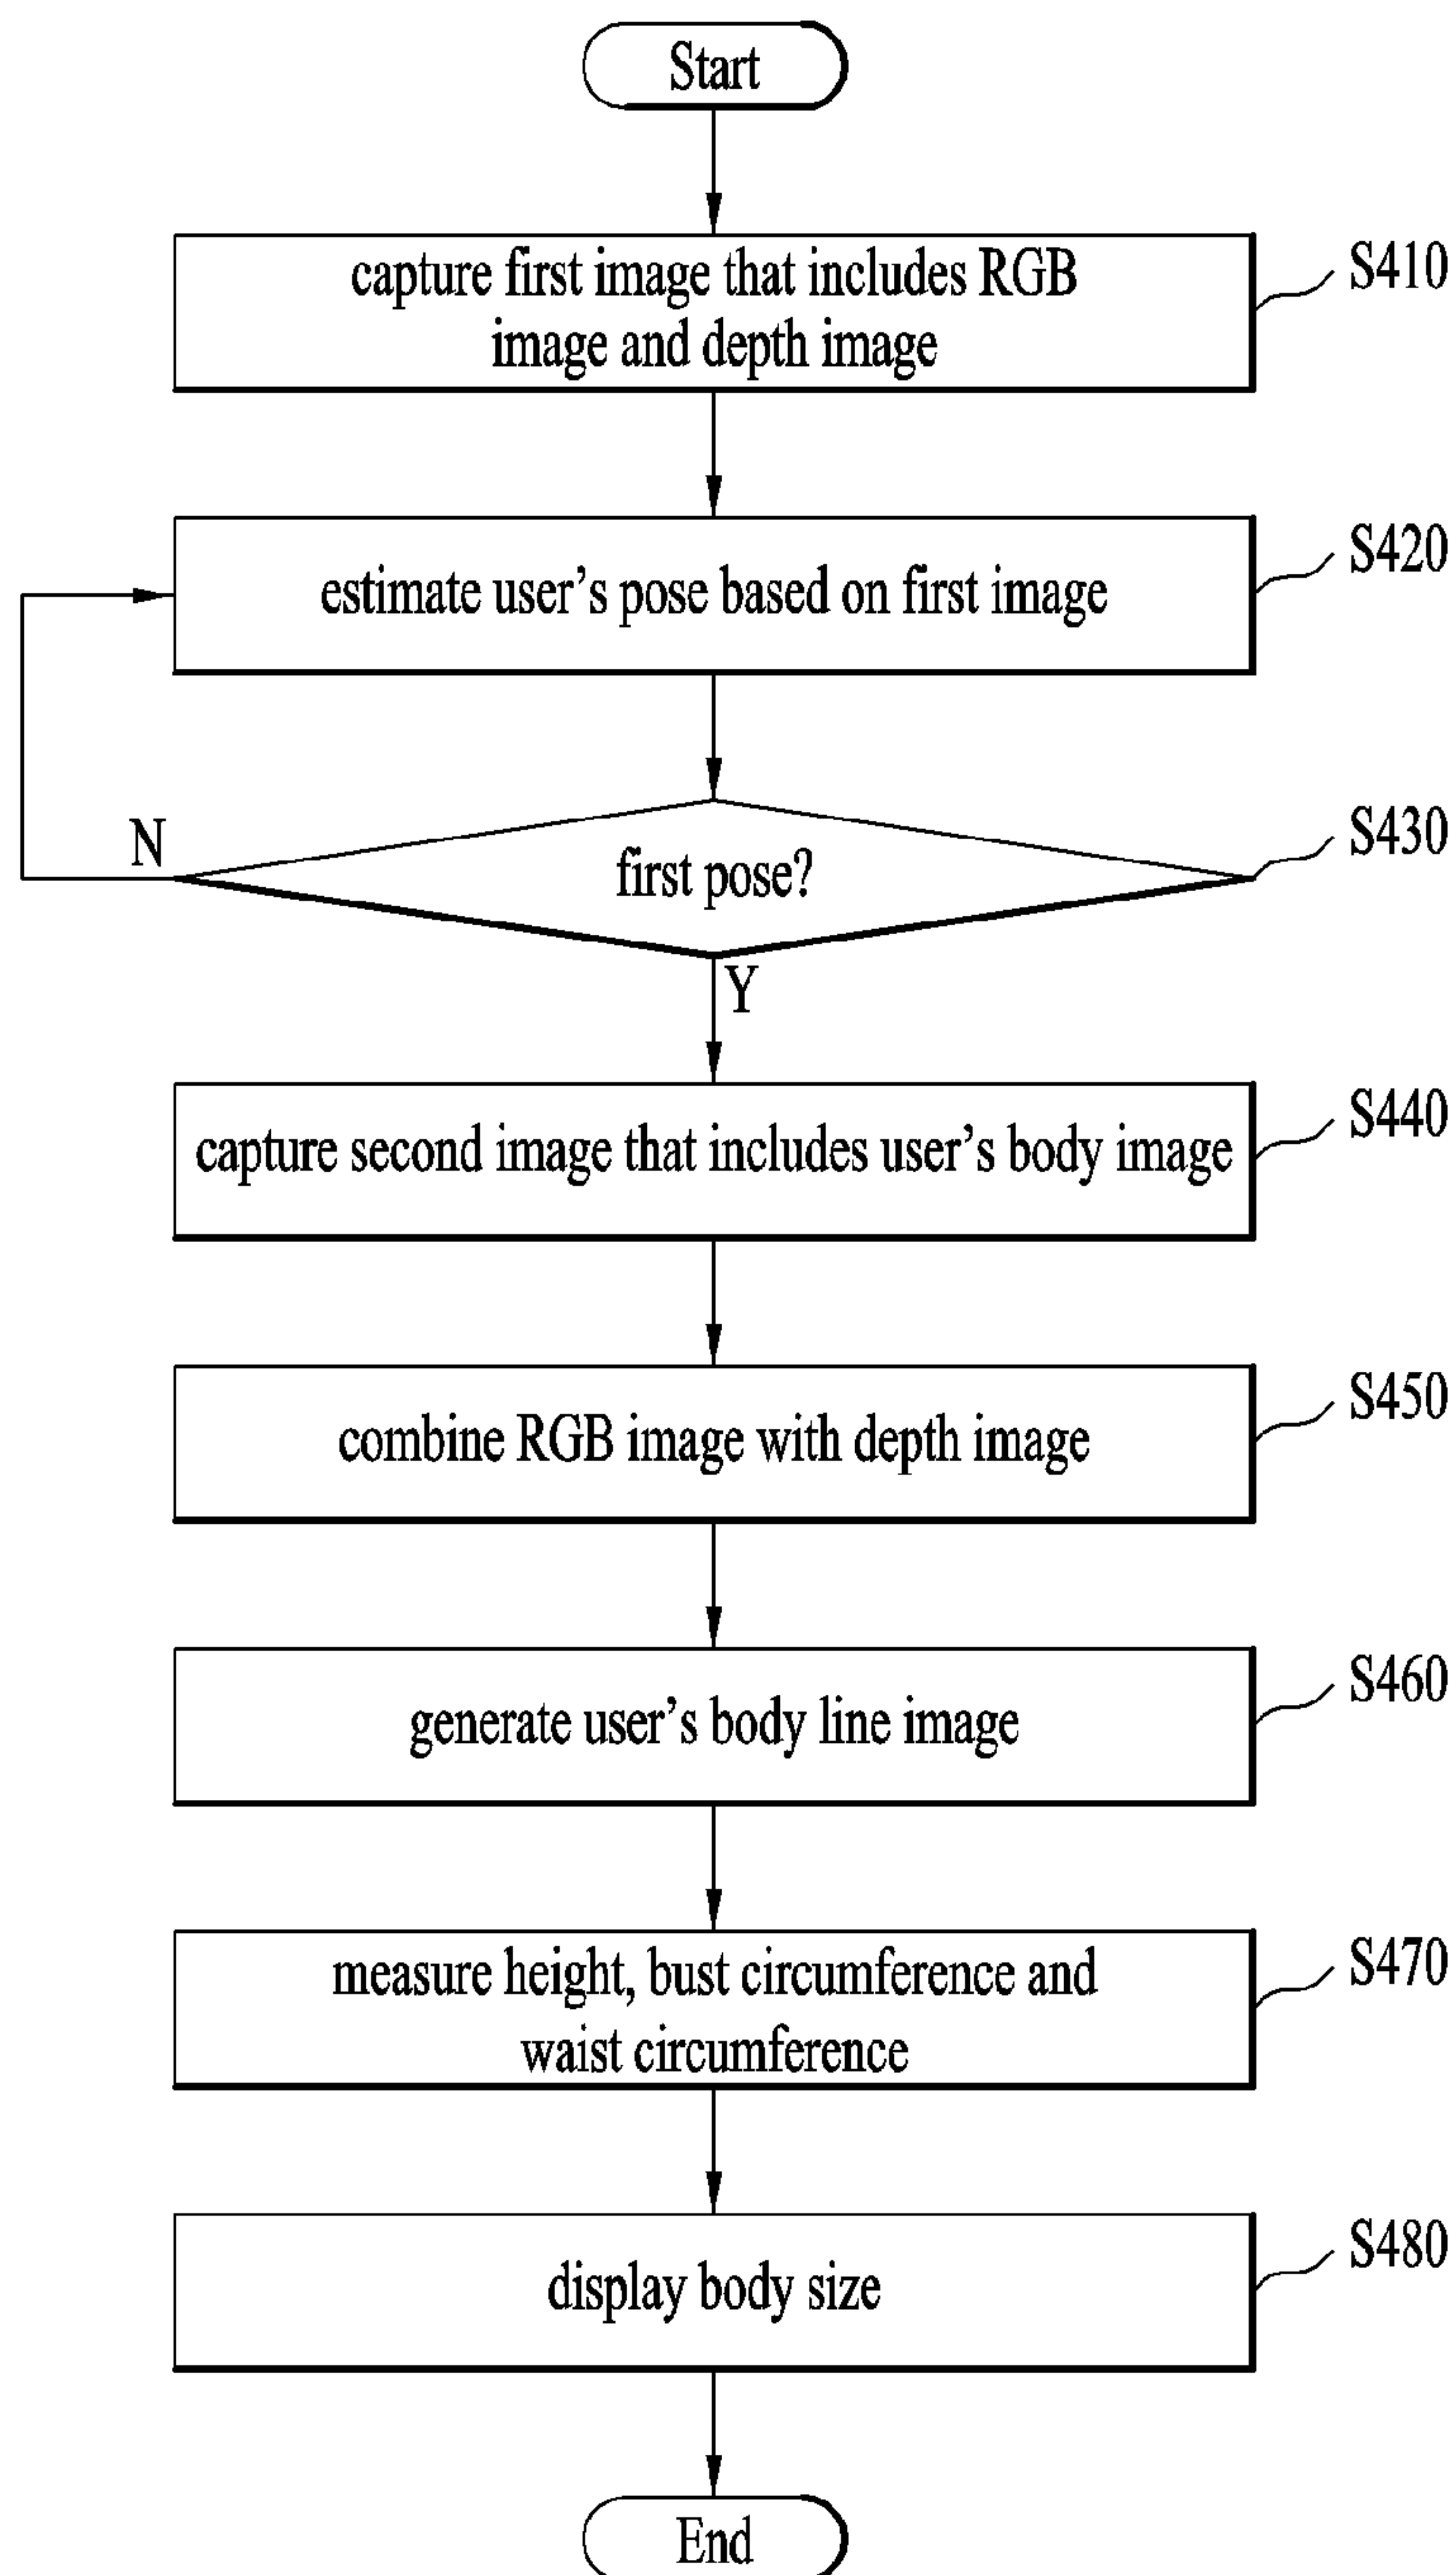 Start
capture first image that includes RGB
image and depth image
S410
estimate user's pose based on first image
S420
N
first pose?
S430
Y
capture second image that includes user's body image
S440
combine RGB image with depth image
S450
generate user's body line image
S460
measure height, bust circumference and
waist circumference
S470
display body size
S480
End